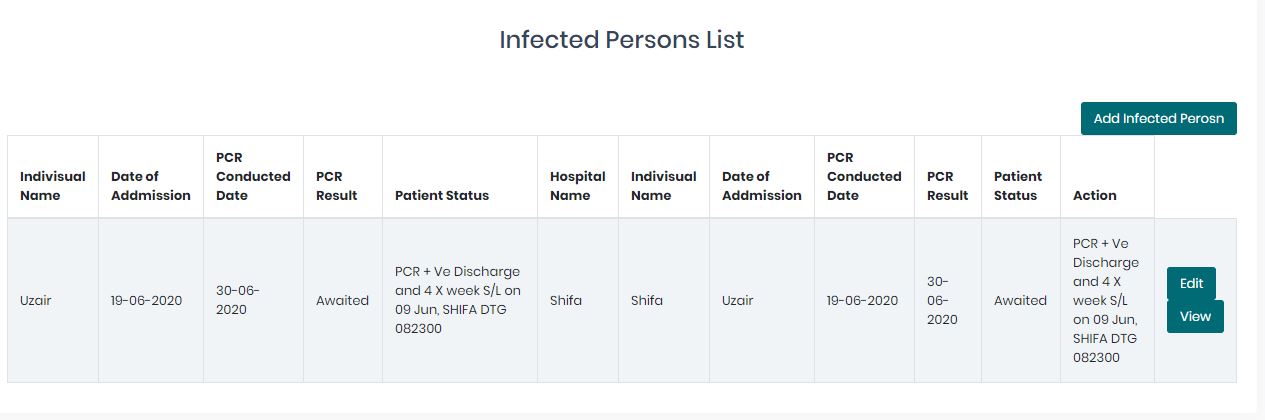 Infected Persons List
Add Infected Perosn
Indivisual
Name
Date of
Addmission
PCR
Conducted
Date
PCR
Result
Patient Status
Hospital
Name
Indivisual
Name
Date of
Addmission
PCR
Conducted
Date
PCR
Result
Patient
Status
Action
Uzair
19-06-2020
30-06-
2020
Awaited
PCR + Ve Discharge
and 4 X week S/L on
09 Jun, SHIFA DTG
082300
Shifa
Shifa
Uzair
19-06-2020
30-
06-
2020
Awaited
PCR + Ve
Discharge
and 4 X
week S/L
on 09 Jun,
SHIFA DTG
082300
Edit
View